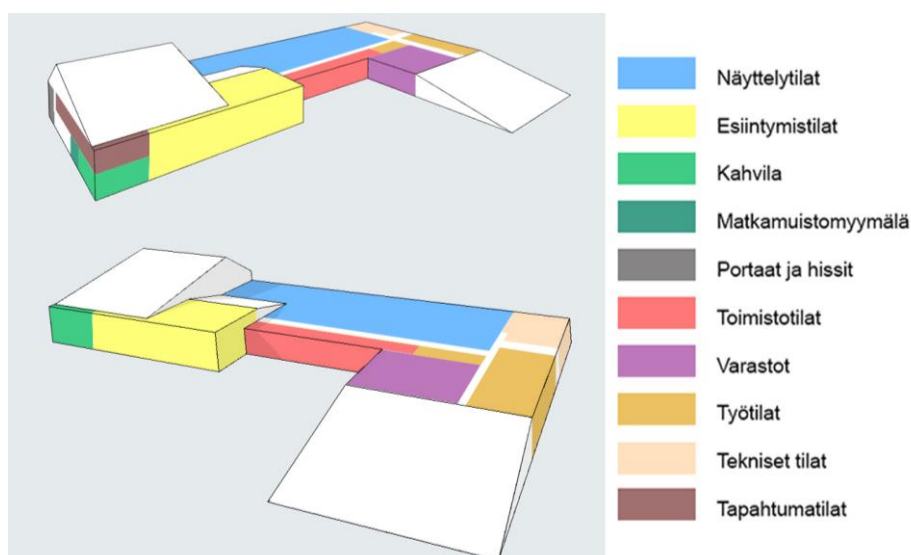 Näyttelytilat
Esiintymistilat
Kahvila
Matkamuistomyymälä
Portaat ja hissit
Toimistotilat
Varastot
Työtilat
Tekniset tilat
Tapahtumatilat